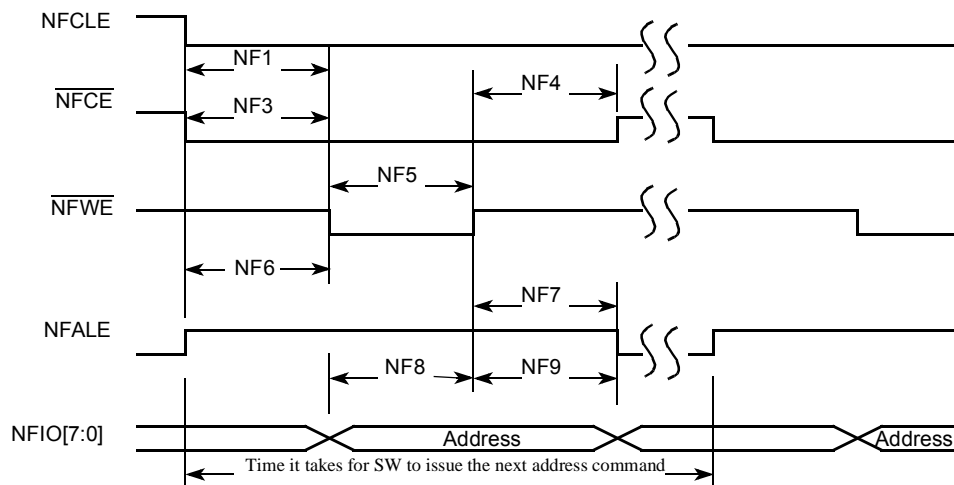 NFCLE
NF1
NF4
NFCE
NF3
NF5
NFWE
NF6
NF7
NFALE
NF8
NF9
NFIO[7:0]
Address
Address
Time it takes for SW to issue the next address command